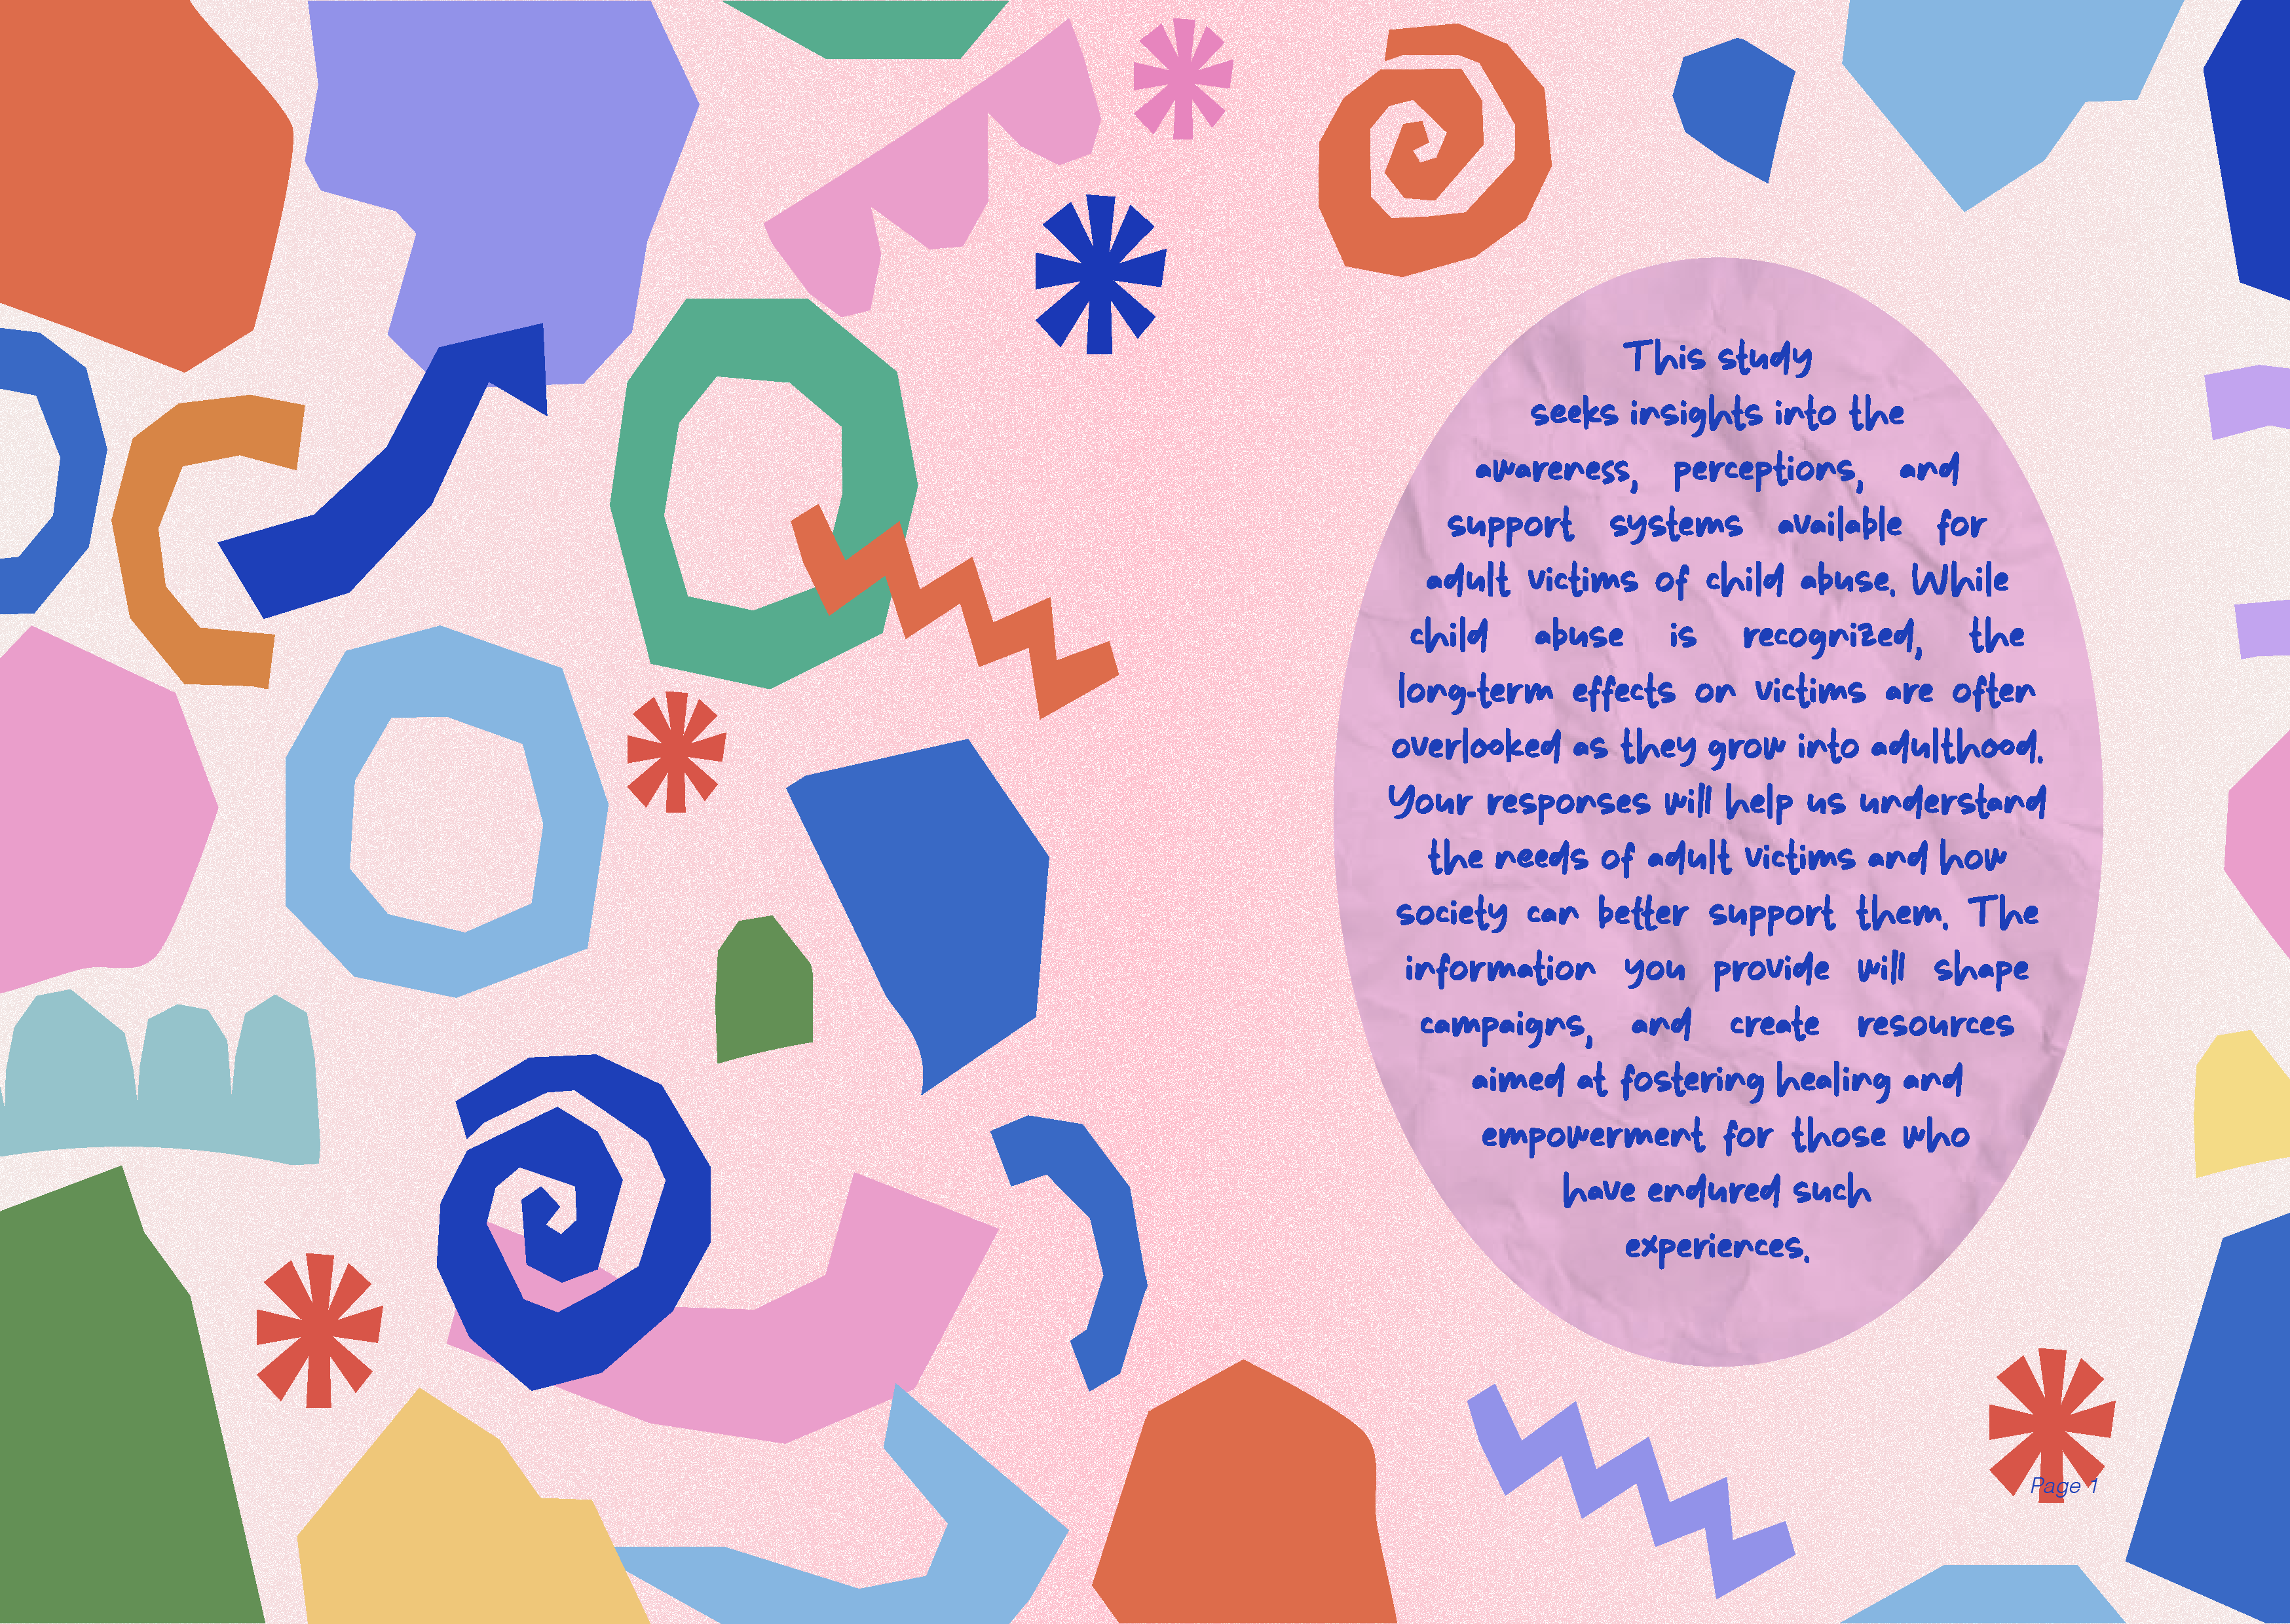 This study
seeks insights into the
awareness, perceptions, and
support systems available for
adult victims of child abuse. While
child abuse is recognized, the
long-term effects on victims are often
overlooked as they grow into adulthood.
Your responses will help us understand
the needs of adult victims and how
society can better support them. The
information you provide will shape
campaigns, and create resources
aimed at fostering healing and
empowerment for those who
have endured such
experiences.
Page 1